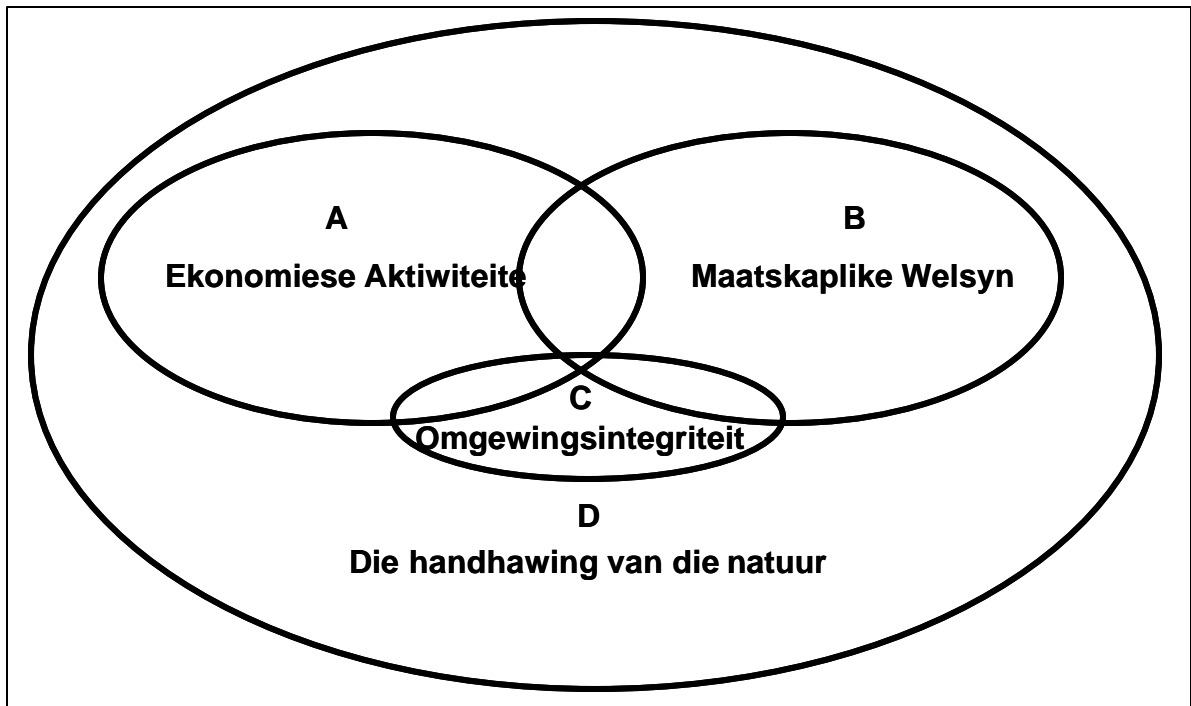 A
Ekonomiese Aktiwiteite
B
Maatskaplike Welsyn
C
Omgewingsintegriteit
D
Die handhawing van die natuur